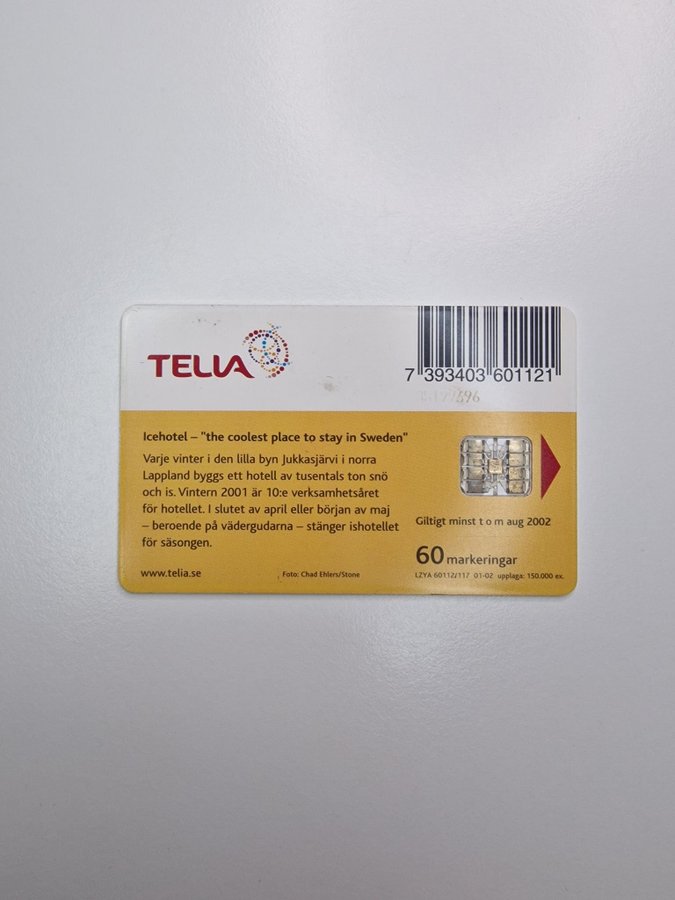 TELIA
7 393403 601121
Icehotel – "the coolest place to stay in Sweden"
Varje vinter i den lilla byn Jukkasjärvi i norra
Lappland byggs ett hotell av tusentals ton snö
och is. Vintern 2001 är 10:e verksamhetsåret
för hotellet. I slutet av april eller början av maj
– beroende på vädergudarna – stänger ishotellet
för säsongen.
Giltigt minst t o m aug 2002
60 markeringar
www.telia.se
Foto: Chad Ehlers/Stone
LZYA 60112/117 01-02 upplaga: 150.000 ex.